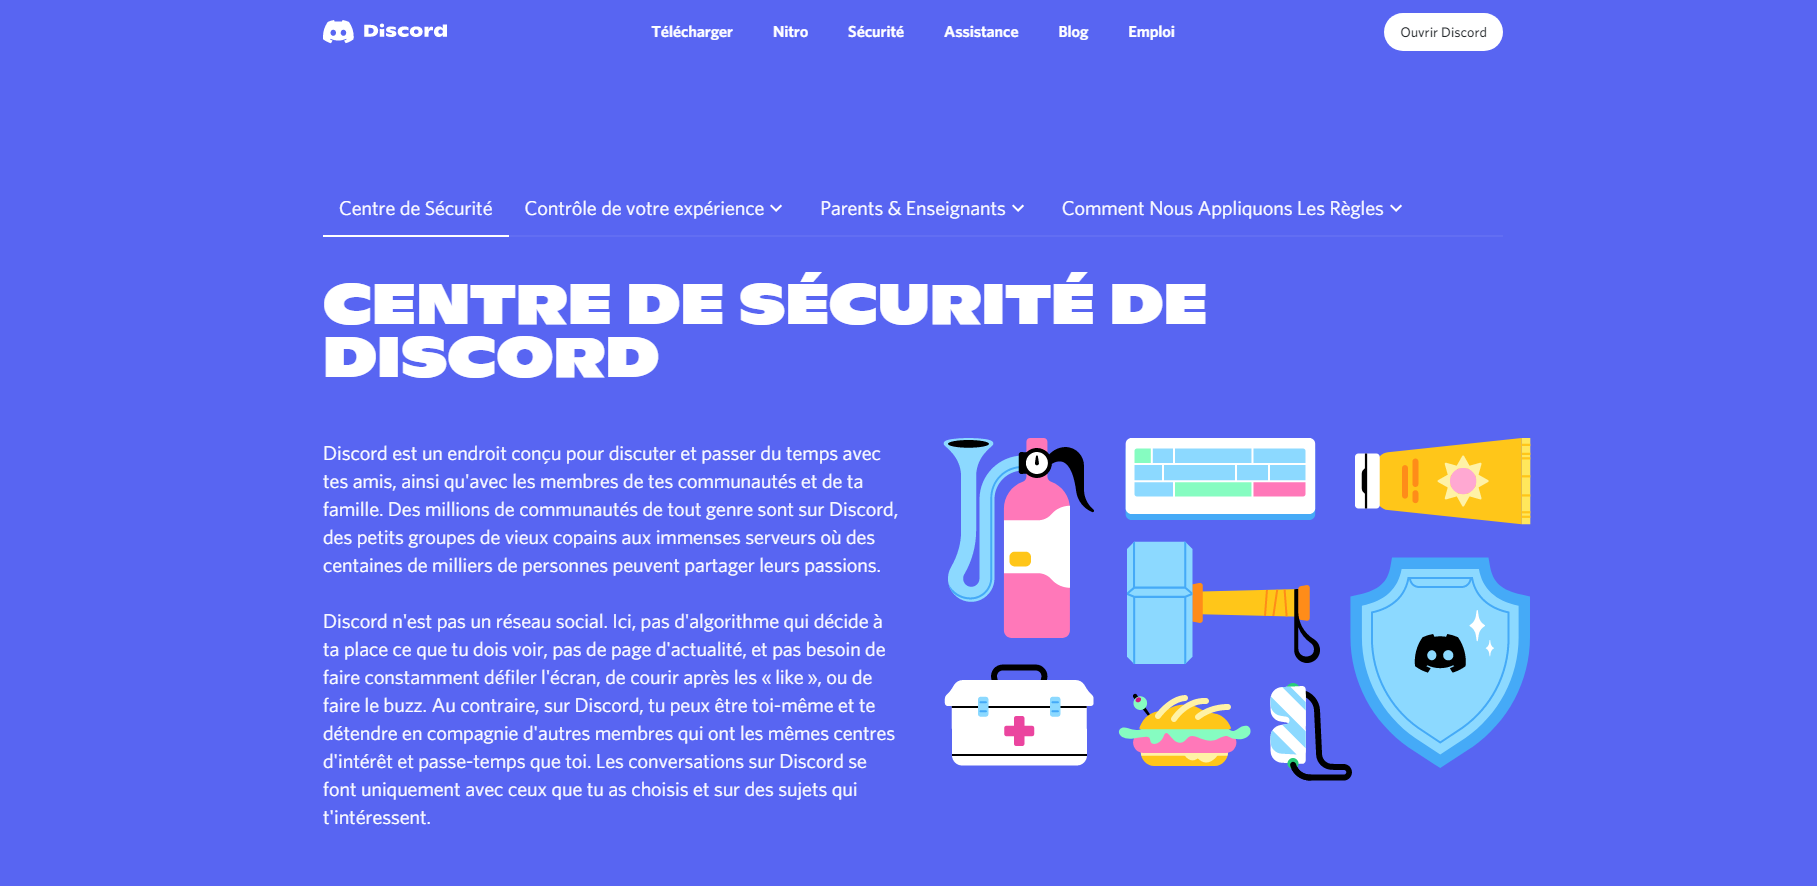 Discord
Télécharger
Nitro
Sécurité
Assistance
Blog
Emploi
Ouvrir Discord
Centre de Sécurité
Contrôle de votre expérience
Parents & Enseignants
Comment Nous Appliquons Les Règles
CENTRE DE SÉCURITÉ DE
DISCORD
Discord est un endroit conçu pour discuter et passer du temps avec
tes amis, ainsi qu'avec les membres de tes communautés et de ta
famille. Des millions de communautés de tout genre sont sur Discord,
des petits groupes de vieux copains aux immenses serveurs où des
centaines de milliers de personnes peuvent partager leurs passions.
Discord n'est pas un réseau social. Ici, pas d'algorithme qui décide à
ta place ce que tu dois voir, pas de page d'actualité, et pas besoin de
faire constamment défiler l'écran, de courir après les « like », ou de
faire le buzz. Au contraire, sur Discord, tu peux être toi-même et te
détendre en compagnie d'autres membres qui ont les mêmes centres
d'intérêt et passe-temps que toi. Les conversations sur Discord se
font uniquement avec ceux que tu as choisis et sur des sujets qui
t'intéressent.